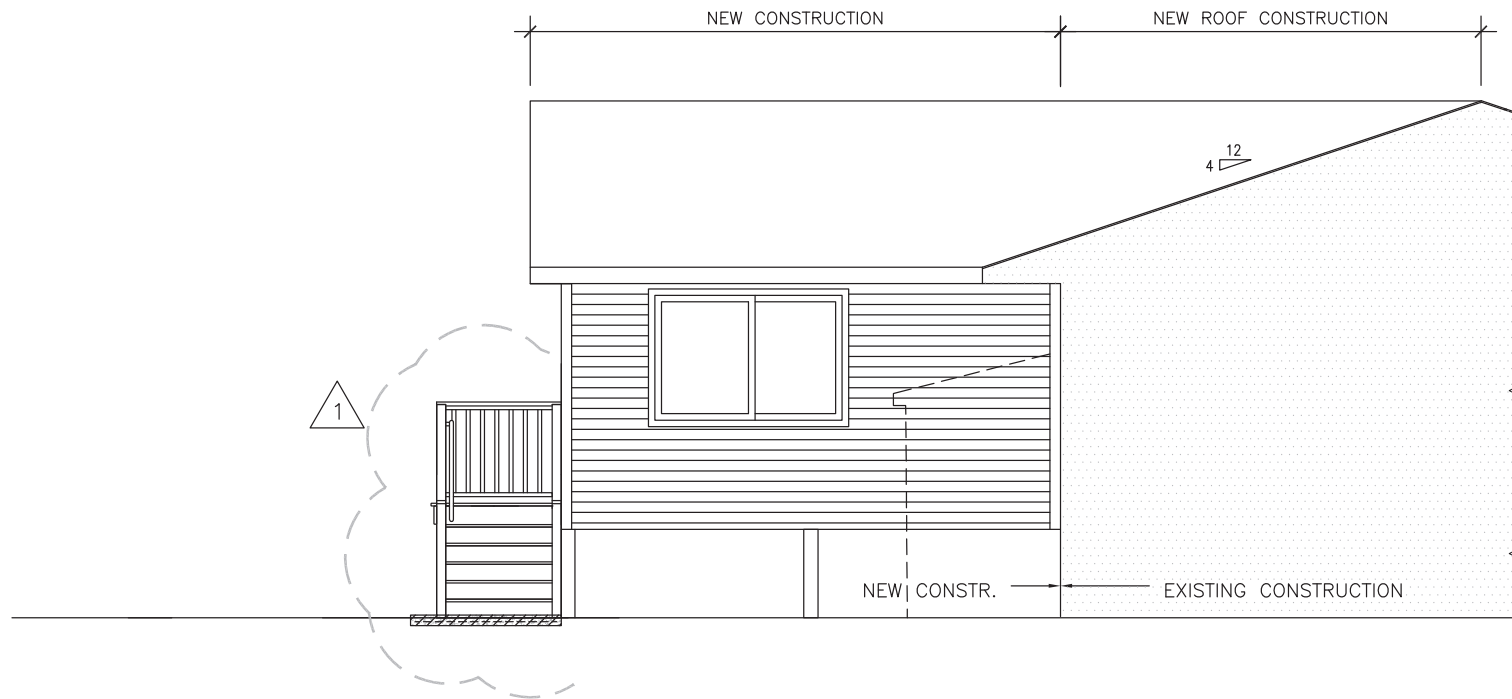 NEW CONSTRUCTION
NEW ROOF CONSTRUCTION
12
4
1
NEW CONSTR.
EXISTING CONSTRUCTION